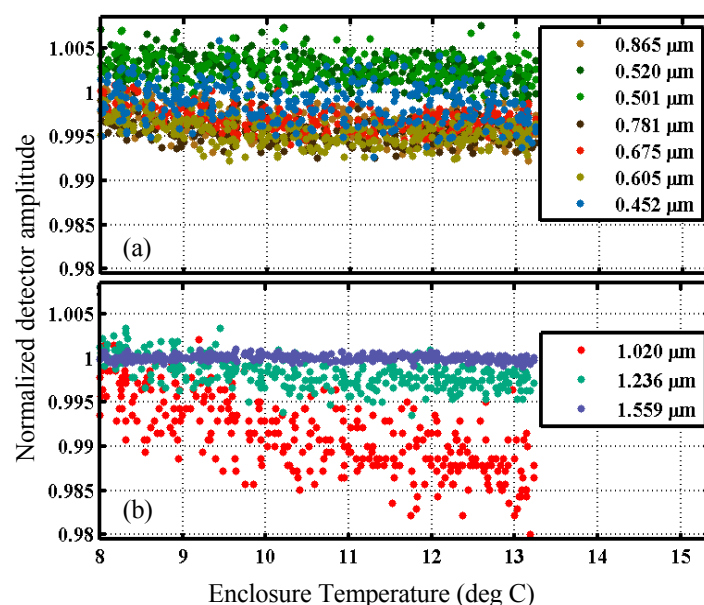 1.005
1
0.995
0.99
0.985
0.98
(a)
0.865 µm
0.520 µm
0.501 µm
0.781 µm
0.675 µm
0.605 µm
0.452 µm
Normalized detector amplitude
1.005
1
0.995
0.99
0.985
0.98
(b)
1.020 µm
1.236 µm
1.559 µm
8 9 10 11 12 13 14 15
Enclosure Temperature (deg C)